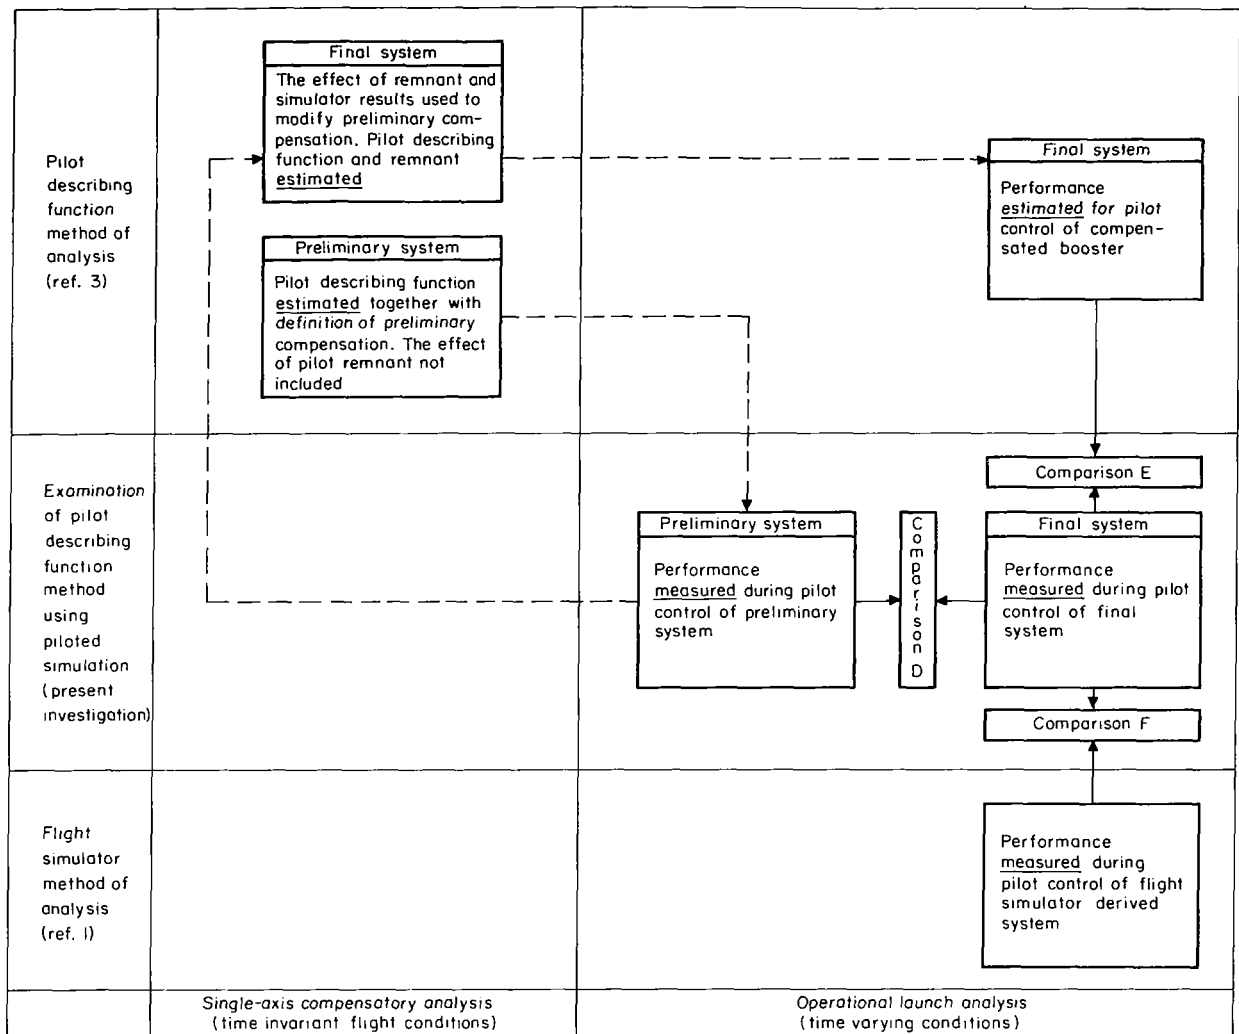 Pilot
describing
function
method of
analysis
(ref. 3)
Final system
The effect of remnant and
simulator results used to
modify preliminary com-
pensation. Pilot describing
function and remnant
estimated
Preliminary system
Pilot describing function
estimated together with
definition of preliminary
compensation. The effect
of pilot remnant not
included
Final system
Performance
estimated for pilot
control of compen-
sated booster
Examination
of pilot
describing
function
method
using
piloted
simulation
(present
investigation)
Preliminary system
Performance
measured during pilot
control of preliminary
system
Comparison D
Comparison E
Final system
Performance
measured during pilot
control of final
system
Comparison F
Flight
simulator
method of
analysis
(ref. 1)
Performance
measured during
pilot control of flight
simulator derived
system
Single-axis compensatory analysis
(time invariant flight conditions)
Operational launch analysis
(time varying conditions)